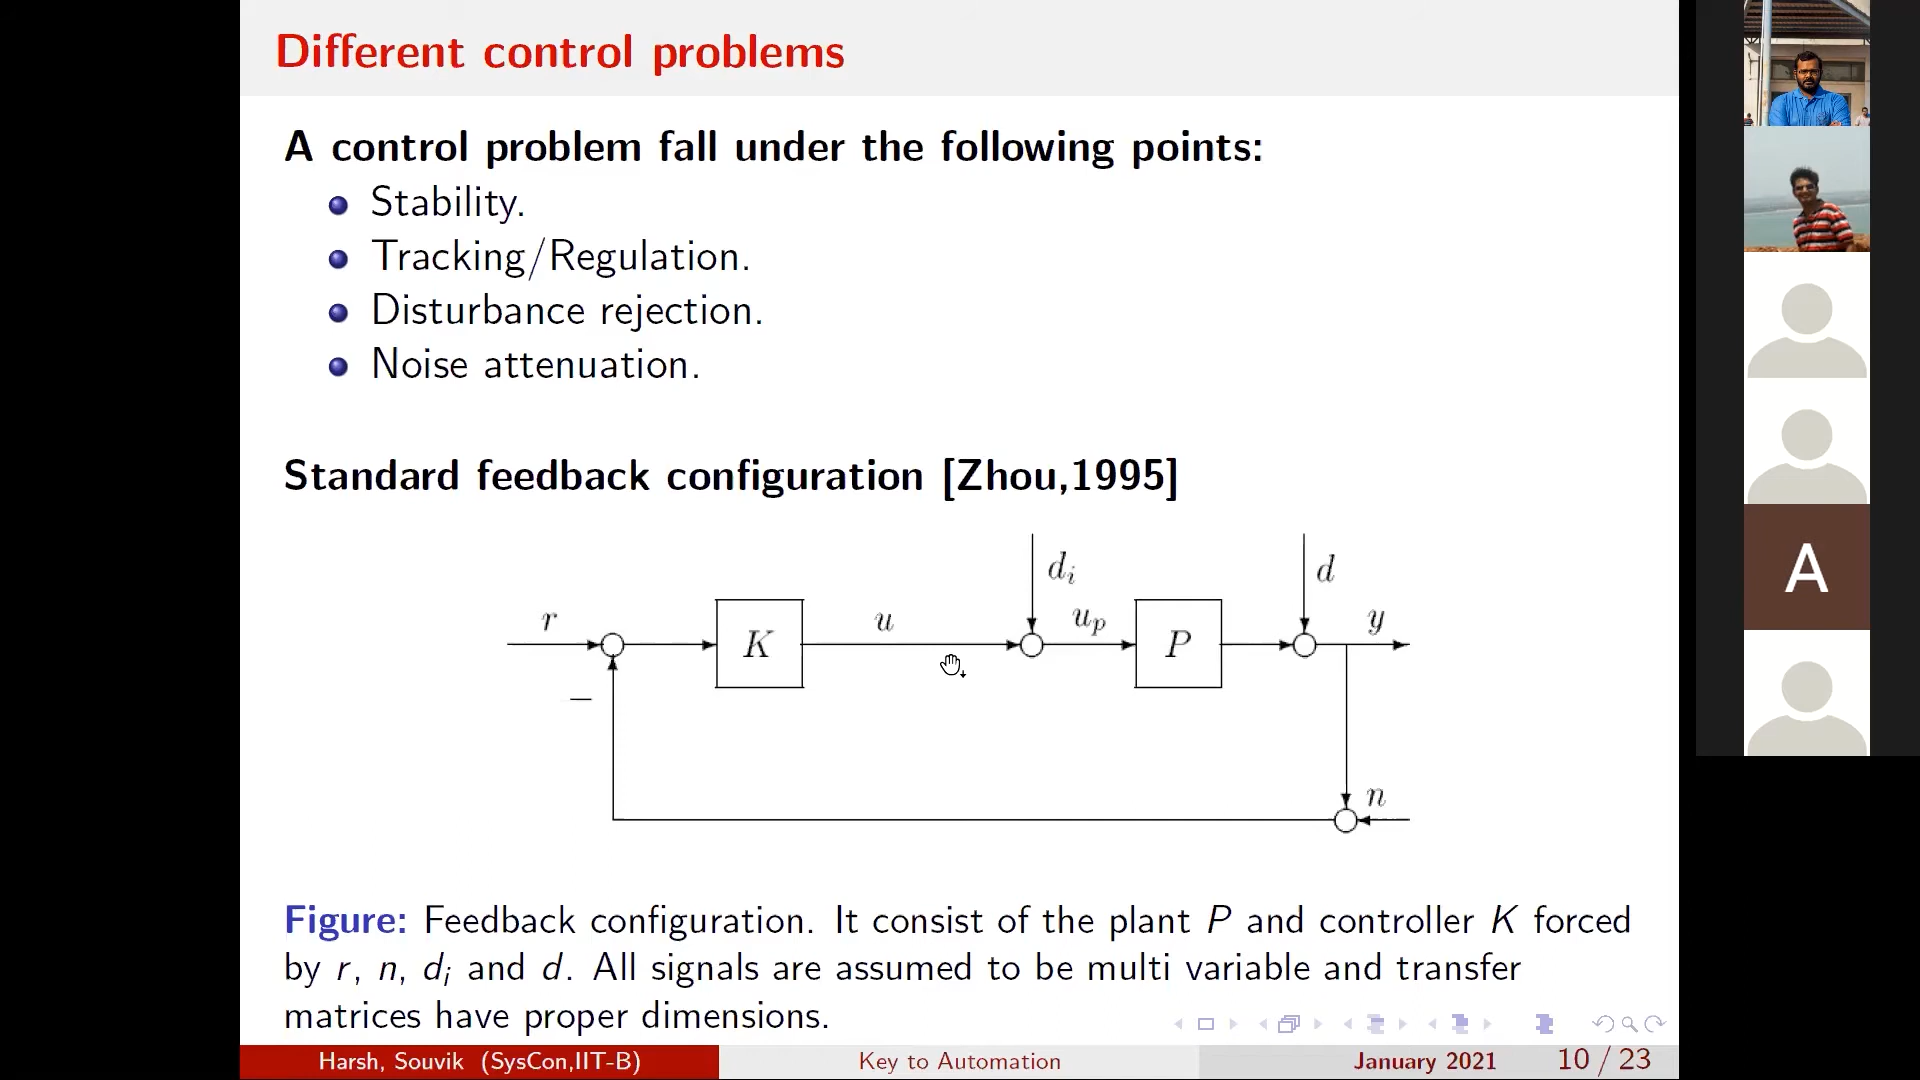 Different control problems
A control problem fall under the following points:
Stability.
Tracking/Regulation.
Disturbance rejection.
Noise attenuation.
Standard feedback configuration [Zhou,1995]
d_i
d
r
u
u_p
y
K
P
−
n
Figure: Feedback configuration. It consist of the plant P and controller K forced
by r, n, d_i and d. All signals are assumed to be multi variable and transfer
matrices have proper dimensions.
Harsh, Souvik (SysCon,IIT-B)
Key to Automation
January 2021
10 / 23
A